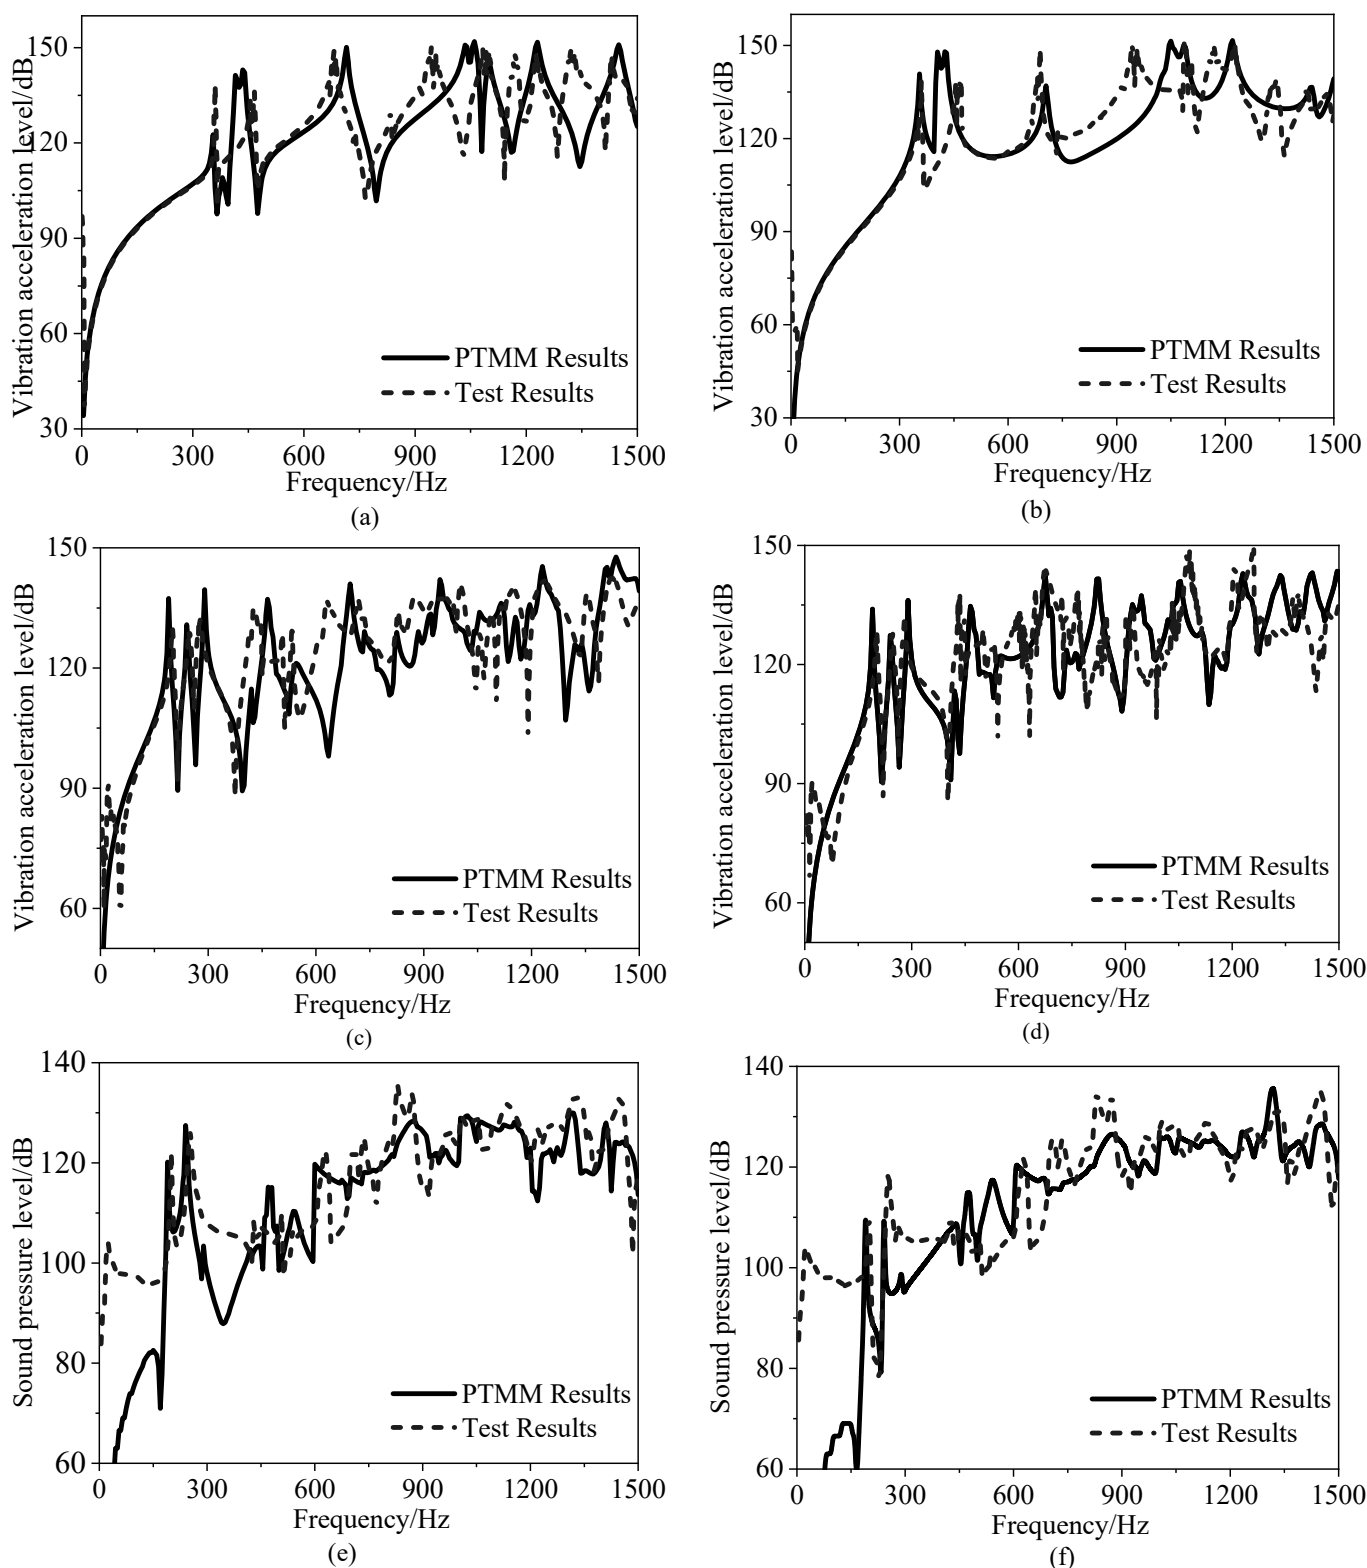 150
120
90
60
30
Vibration acceleration level/dB
PTMM Results
Test Results
0 300 600 900 1200 1500
Frequency/Hz
(a)
150
120
90
60
30
Vibration acceleration level/dB
PTMM Results
Test Results
0 300 600 900 1200 1500
Frequency/Hz
(b)
150
120
90
60
Vibration acceleration level/dB
PTMM Results
Test Results
0 300 600 900 1200 1500
Frequency/Hz
(c)
150
120
90
60
Vibration acceleration level/dB
PTMM Results
Test Results
0 300 600 900 1200 1500
Frequency/Hz
(d)
140
120
100
80
60
Sound pressure level/dB
PTMM Results
Test Results
0 300 600 900 1200 1500
Frequency/Hz
(e)
140
120
100
80
60
Sound pressure level/dB
PTMM Results
Test Results
0 300 600 900 1200 1500
Frequency/Hz
(f)